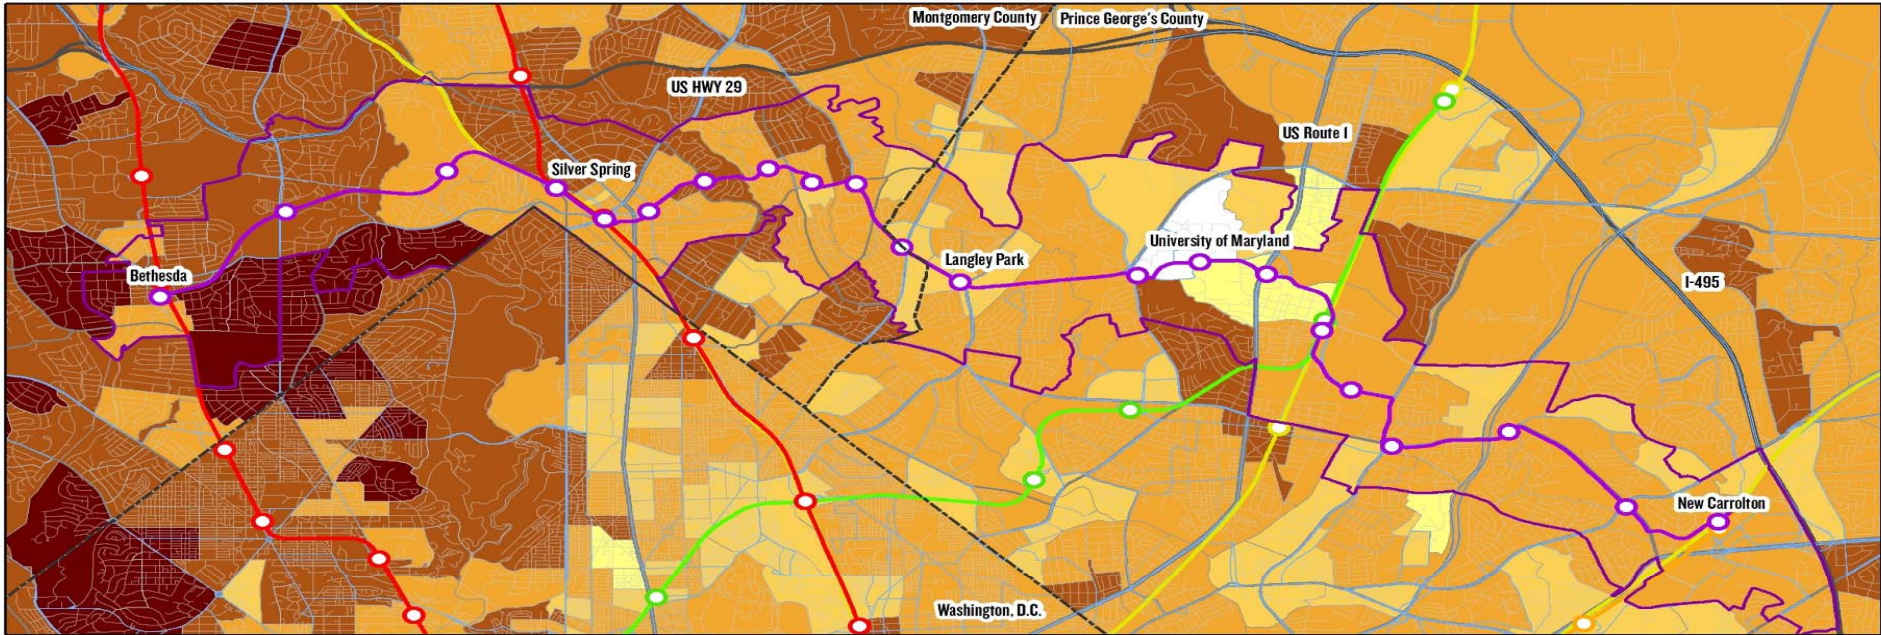 Montgomery County
Prince George's County
US HWY 29
US Route 1
Silver Spring
University of Maryland
Langley Park
Bethesda
I-495
New Carrolton
Washington, D.C.